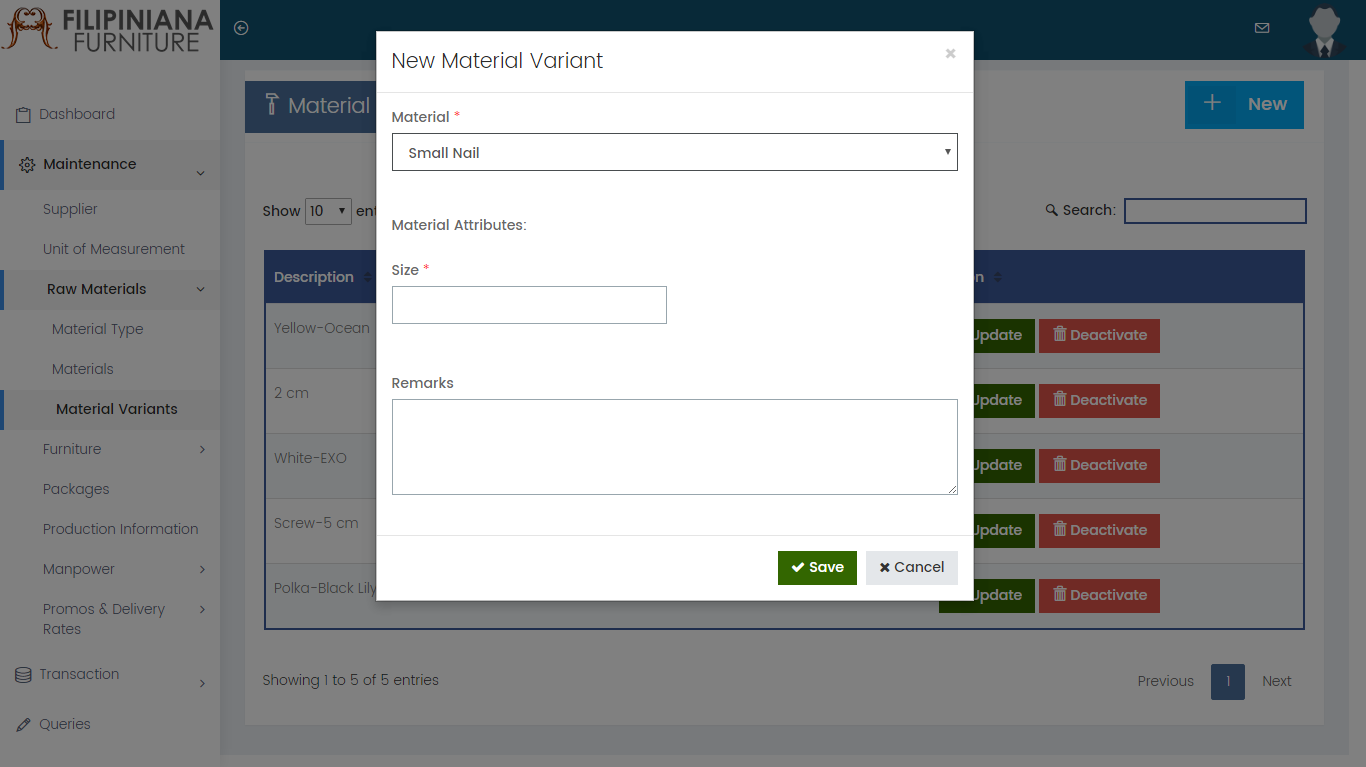 FILIPINIANA
FURNITURE
Dashboard
Maintenance
Supplier
Unit of Measurement
Raw Materials
Material Type
Materials
Material Variants
Furniture
Packages
Production Information
Manpower
Promos & Delivery
Rates
Transaction
Queries
Material
New
Show 10 ent
Search:
Description
on
Yellow-Ocean
Update Deactivate
2 cm
Update Deactivate
White-EXO
Update Deactivate
Screw-5 cm
Update Deactivate
Polka-Black Lily
Update Deactivate
Showing 1 to 5 of 5 entries
Previous 1 Next
New Material Variant
×
Material *
Small Nail
Material Attributes:
Size *
Remarks
Save
Cancel